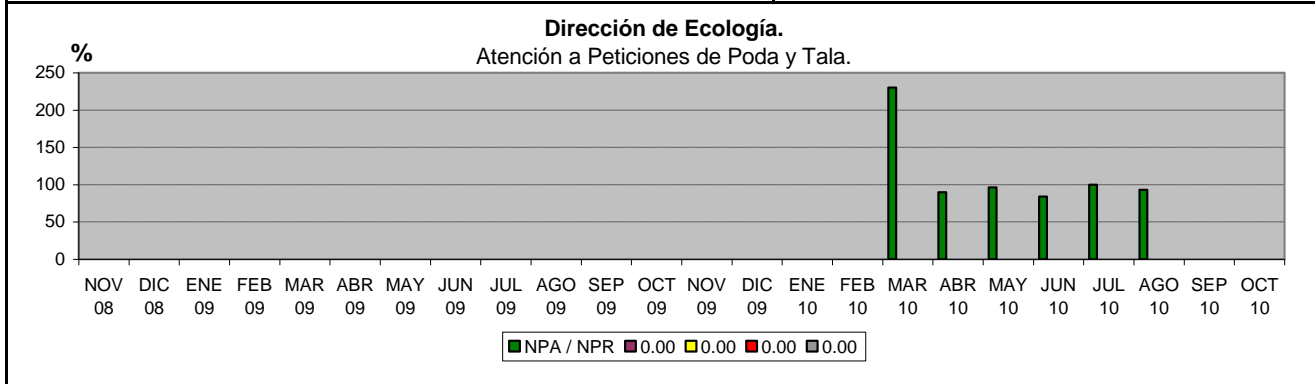 Dirección de Ecología.
%
Atención a Peticiones de Poda y Tala.
250
200
150
100
50
0
NOV DIC ENE FEB MAR ABR MAY JUN JUL AGO SEP OCT NOV DIC ENE FEB MAR ABR MAY JUN JUL AGO SEP OCT
08 08 09 09 09 09 09 09 09 09 09 09 09 09 10 10 10 10 10 10 10 10 10 10
NPA / NPR 0.00 0.00 0.00 0.00